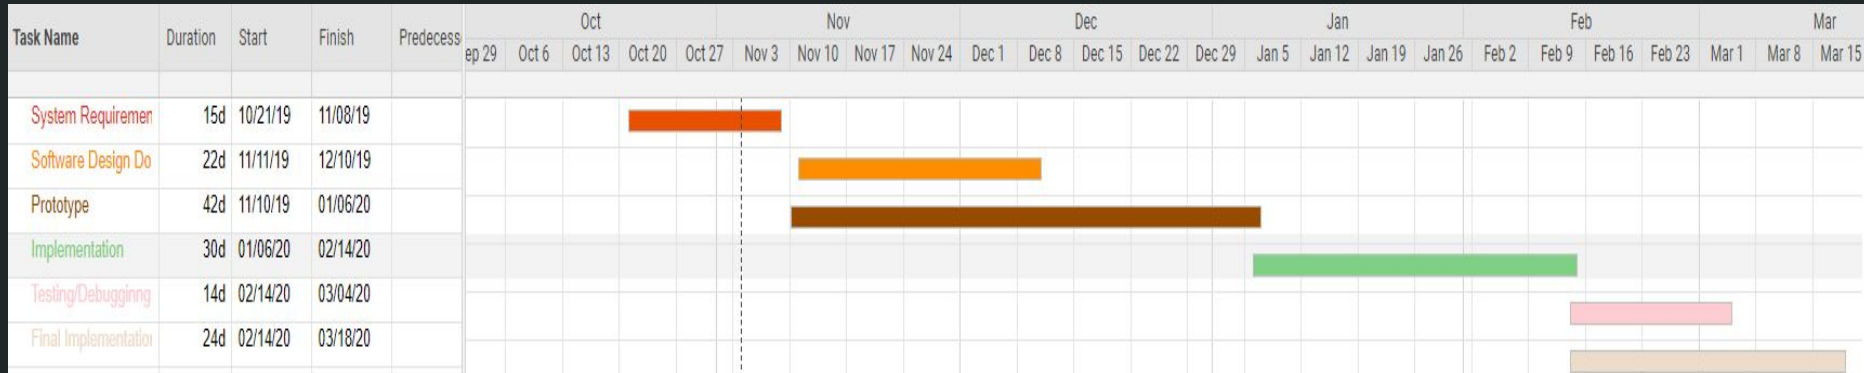 Oct Nov Dec Jan Feb Mar
Task Name Duration Start Finish Predecess
ep 29 Oct 6 Oct 13 Oct 20 Oct 27 Nov 3 Nov 10 Nov 17 Nov 24 Dec 1 Dec 8 Dec 15 Dec 22 Dec 29 Jan 5 Jan 12 Jan 19 Jan 26 Feb 2 Feb 9 Feb 16 Feb 23 Mar 1 Mar 8 Mar 15
System Requiremen 15d 10/21/19 11/08/19
Software Design Do 22d 11/11/19 12/10/19
Prototype 42d 11/10/19 01/06/20
Implementation 30d 01/06/20 02/14/20
Testing/Debugginng 14d 02/14/20 03/04/20
Final Implementatio 24d 02/14/20 03/18/20